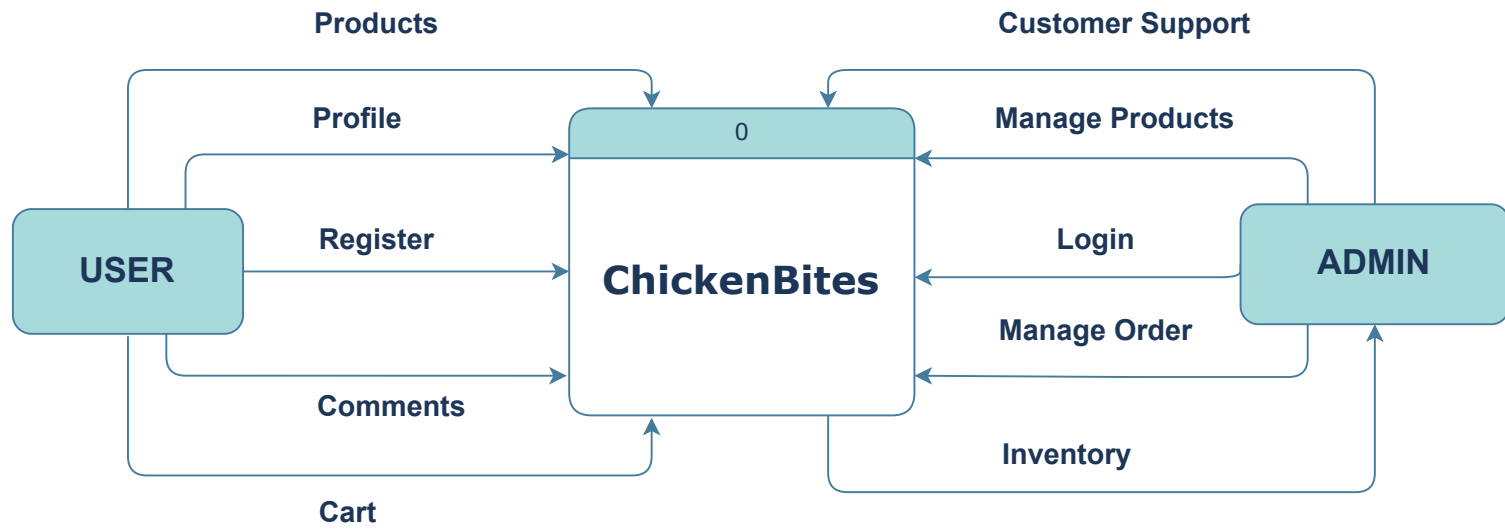 Products
Customer Support
Profile
Manage Products
0
Register
Login
USER
ChickenBites
ADMIN
Manage Order
Comments
Inventory
Cart